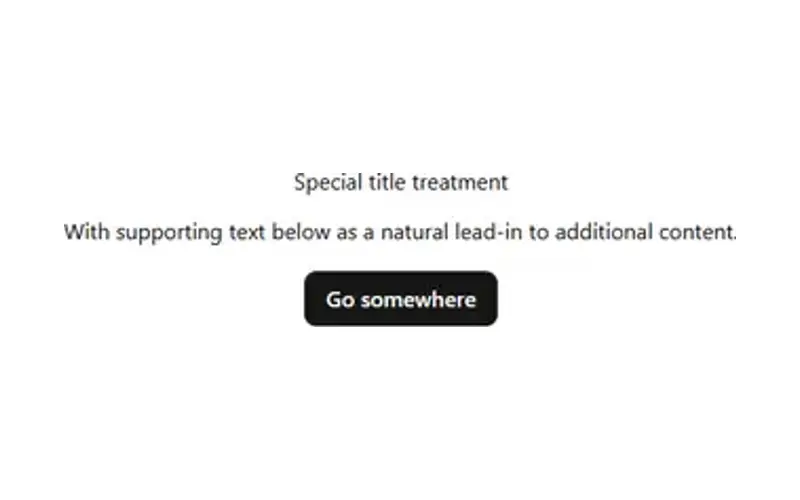 Special title treatment
With supporting text below as a natural lead-in to additional content.
Go somewhere